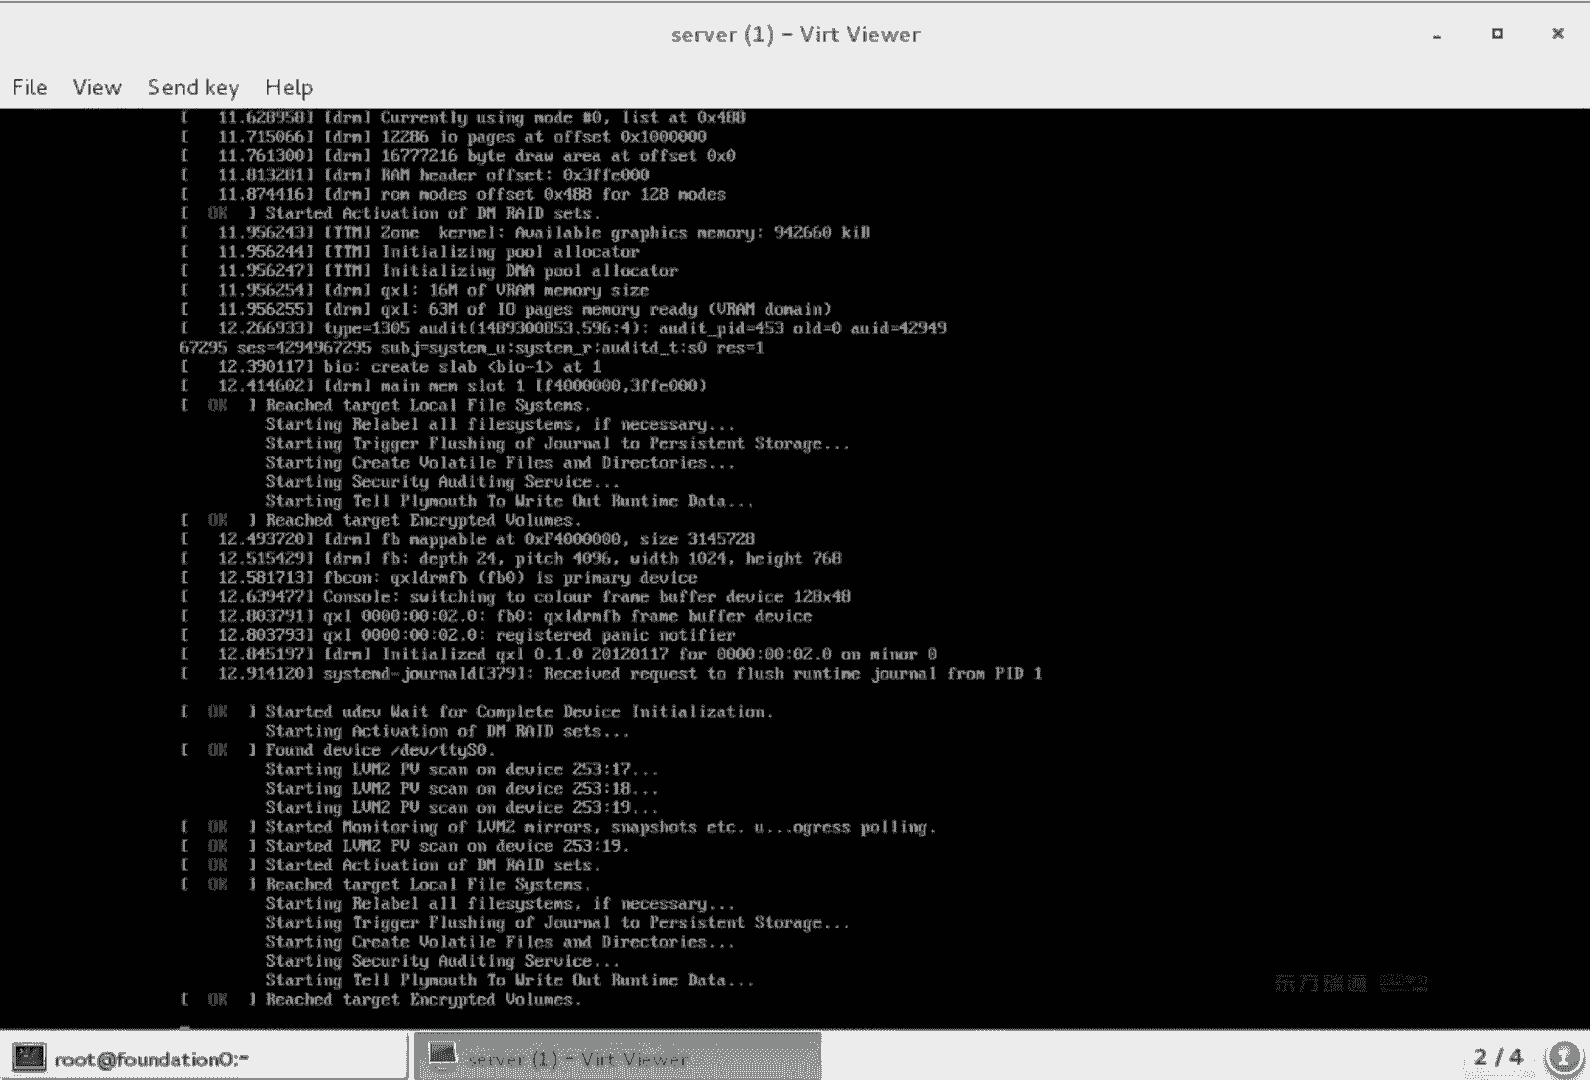 server (1) – Virt Viewer
File View Send key Help
[   11.628958] [drm] Currently using mode #0, list at 0x488
[   11.715066] [drm] 12286 io pages at offset 0x1000000
[   11.761300] [drm] 16777216 byte draw area at offset 0x0
[   11.813281] [drm] RAM header offset: 0x3ffe000
[   11.874416] [drm] rom modes offset 0x488 for 128 modes
[  OK  ] Started Activation of DM RAID sets.
[   11.956243] [TTM] Zone  kernel: Available graphics memory: 942660 kiB
[   11.956244] [TTM] Initializing pool allocator
[   11.956247] [TTM] Initializing DMA pool allocator
[   11.956254] [drm] qxl: 16M of VRAM memory size
[   11.956255] [drm] qxl: 63M of IO pages memory ready (VRAM domain)
[   12.266933] type=1305 audit(1489300853.596:4): audit_pid=453 old=0 auid=42949
67295 ses=4294967295 subj=system_u:system_r:auditd_t:s0 res=1
[   12.390117] bio: create slab <bio-1> at 1
[   12.414602] [drm] main mem slot 1 [f4000000,3ffe000)
[  OK  ] Reached target Local File Systems.
Starting Relabel all filesystems, if necessary...
Starting Trigger Flushing of Journal to Persistent Storage...
Starting Create Volatile Files and Directories...
Starting Security Auditing Service...
Starting Tell Plymouth To Write Out Runtime Data...
[  OK  ] Reached target Encrypted Volumes.
[   12.493720] [drm] fb mappable at 0xF4000000, size 3145728
[   12.515429] [drm] fb: depth 24, pitch 4096, width 1024, height 768
[   12.581713] fbcon: qxldrmfb (fb0) is primary device
[   12.639477] Console: switching to colour frame buffer device 128x48
[   12.803791] qxl 0000:00:02.0: fb0: qxldrmfb frame buffer device
[   12.803793] qxl 0000:00:02.0: registered panic notifier
[   12.845197] [drm] Initialized qxl 0.1.0 20120117 for 0000:00:02.0 on minor 0
[   12.914120] systemd-journald[379]: Received request to flush runtime journal from PID 1
[  OK  ] Started udev Wait for Complete Device Initialization.
Starting Activation of DM RAID sets...
[  OK  ] Found device /dev/ttyS0.
Starting LVM2 PV scan on device 253:17...
Starting LVM2 PV scan on device 253:18...
Starting LVM2 PV scan on device 253:19...
[  OK  ] Started Monitoring of LVM2 mirrors, snapshots etc. u...ogress polling.
[  OK  ] Started LVM2 PV scan on device 253:19.
[  OK  ] Started Activation of DM RAID sets.
[  OK  ] Reached target Local File Systems.
Starting Relabel all filesystems, if necessary...
Starting Trigger Flushing of Journal to Persistent Storage...
Starting Create Volatile Files and Directories...
Starting Security Auditing Service...
Starting Tell Plymouth To Write Out Runtime Data...
[  OK  ] Reached target Encrypted Volumes.
root@foundation0:~ server (1) – Virt Viewer 2 / 4